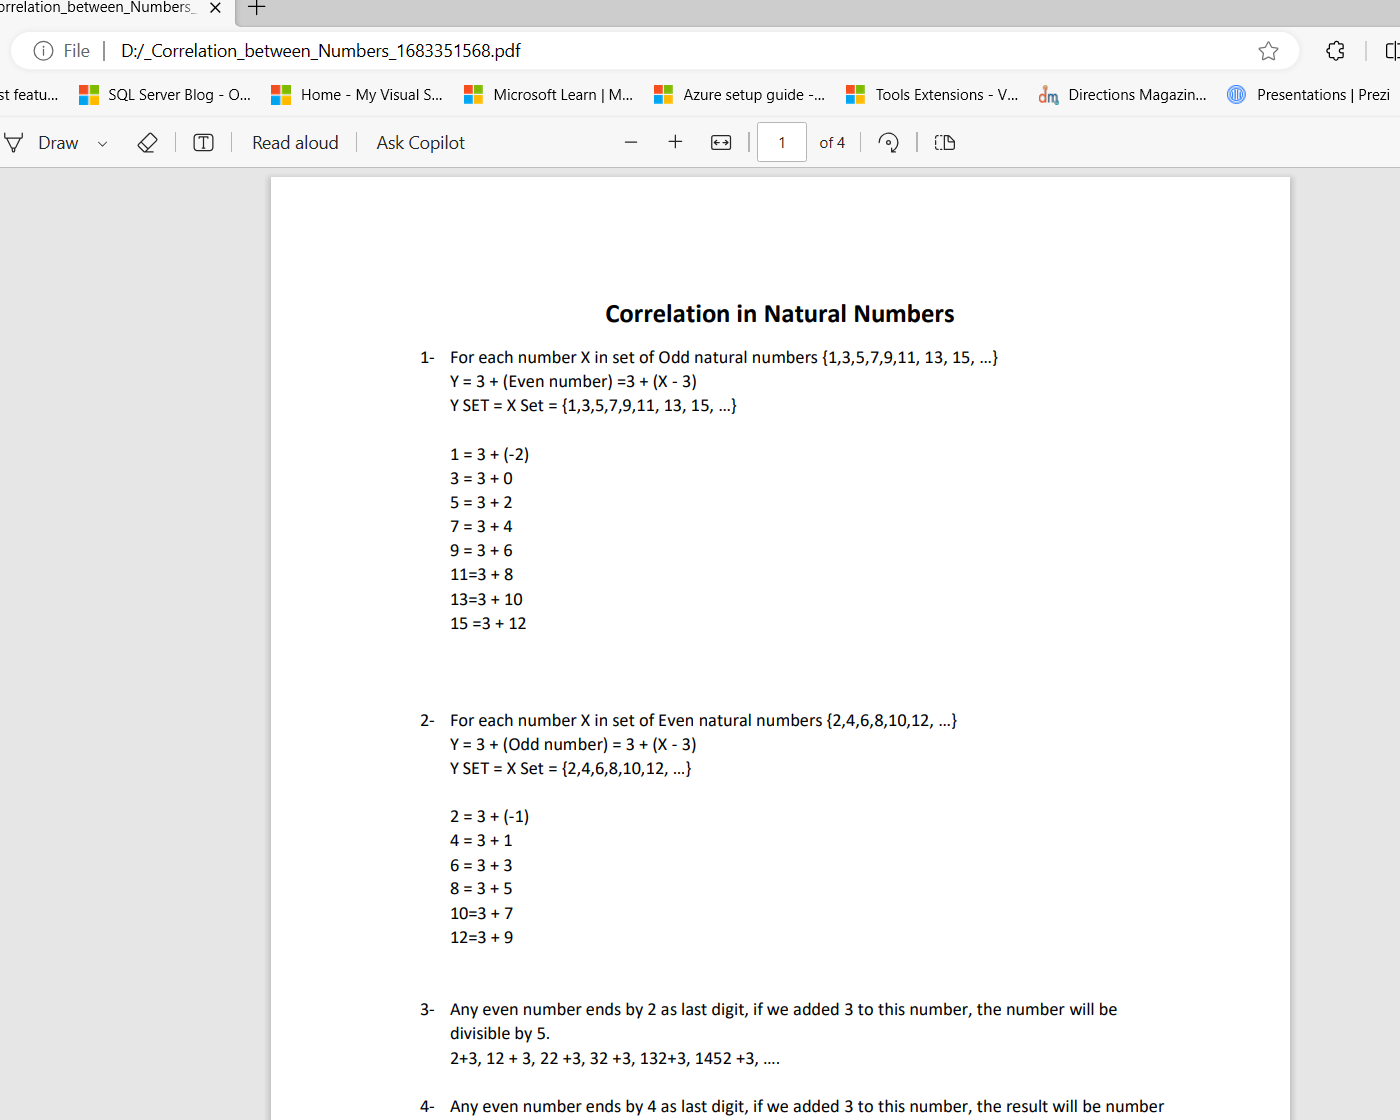 orrelation_between_Numbers_
File D:/_Correlation_between_Numbers_1683351568.pdf
st featu... SQL Server Blog - O... Home - My Visual S... Microsoft Learn | M... Azure setup guide -... Tools Extensions - V... dm Directions Magazin... Presentations | Prezi
Draw T Read aloud Ask Copilot 1 of 4
Correlation in Natural Numbers
1- For each number X in set of Odd natural numbers {1,3,5,7,9,11, 13, 15, ...}
Y = 3 + (Even number) =3 + (X - 3)
Y SET = X Set = {1,3,5,7,9,11, 13, 15, ...}
1 = 3 + (-2)
3 = 3 + 0
5 = 3 + 2
7 = 3 + 4
9 = 3 + 6
11=3 + 8
13=3 + 10
15 =3 + 12
2- For each number X in set of Even natural numbers {2,4,6,8,10,12, ...}
Y = 3 + (Odd number) = 3 + (X - 3)
Y SET = X Set = {2,4,6,8,10,12, ...}
2 = 3 + (-1)
4 = 3 + 1
6 = 3 + 3
8 = 3 + 5
10=3 + 7
12=3 + 9
3- Any even number ends by 2 as last digit, if we added 3 to this number, the number will be
divisible by 5.
2+3, 12 + 3, 22 +3, 32 +3, 132+3, 1452 +3, ....
4- Any even number ends by 4 as last digit, if we added 3 to this number, the result will be number